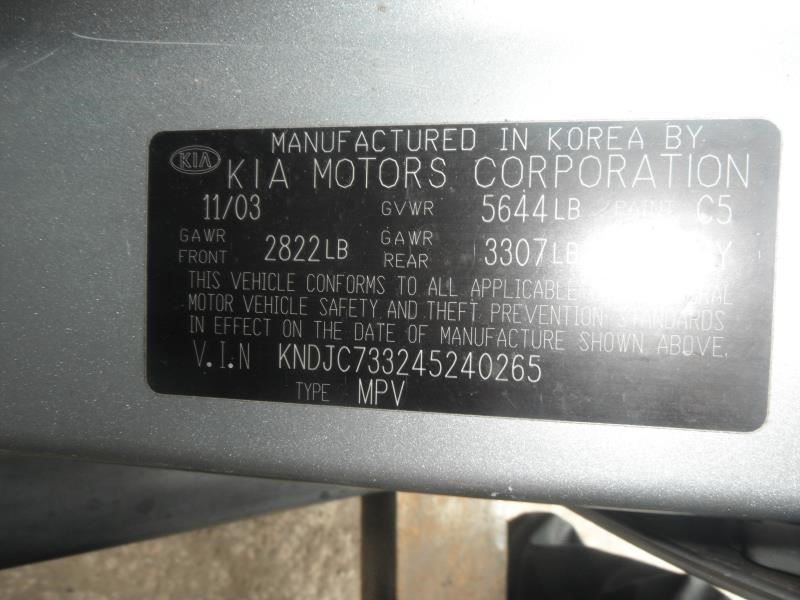 MANUFACTURED IN KOREA BY
KIA KIA MOTORS CORPORATION
11/03 GVWR 5644LB PAINT C5
GAWR FRONT 2822LB GAWR REAR 3307LB Y
THIS VEHICLE CONFORMS TO ALL APPLICABLE
MOTOR VEHICLE SAFETY AND THEFT PREVENTION STANDARDS
IN EFFECT ON THE DATE OF MANUFACTURE SHOWN ABOVE.
V.I.N KNDJC733245240265
TYPE MPV